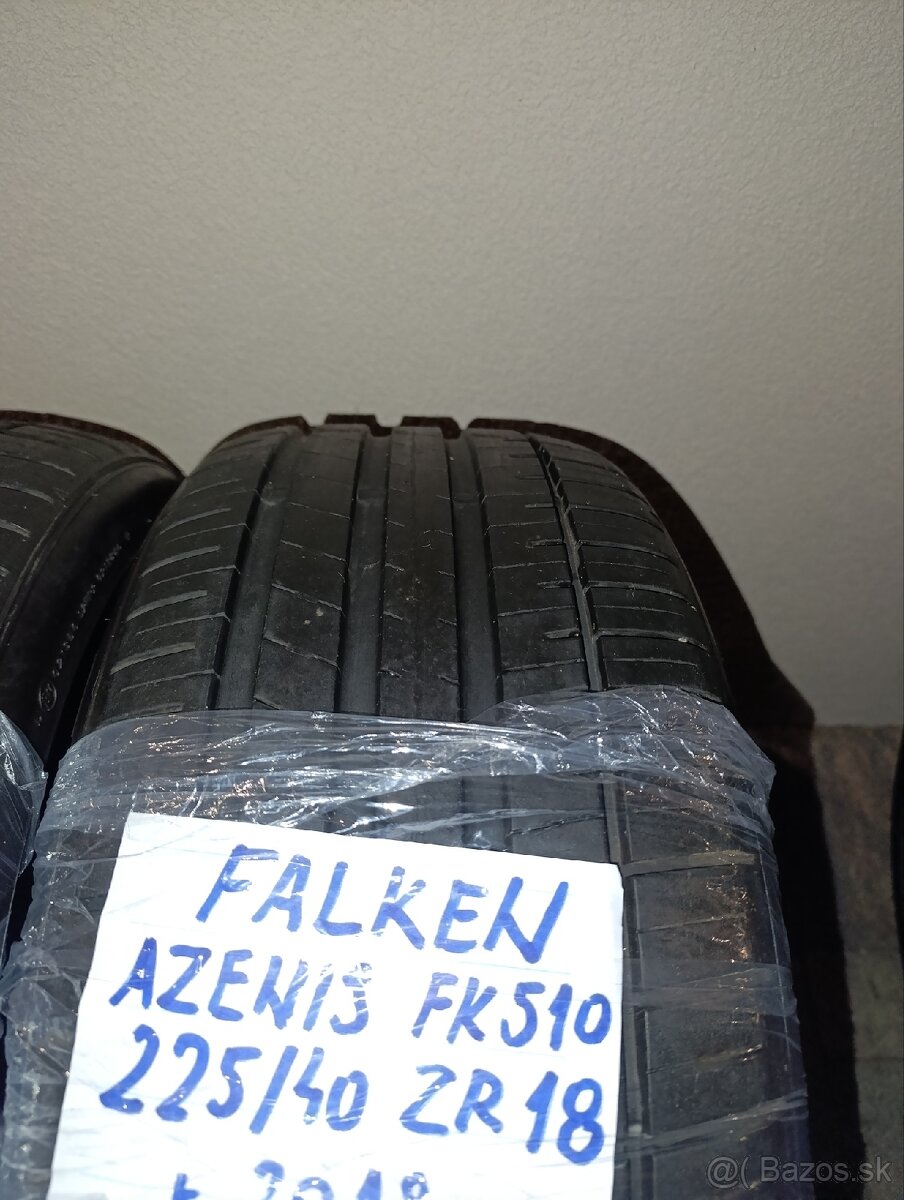 FALKEN
AZENIS FK510
225/40 ZR 18
@( Bazos.sk